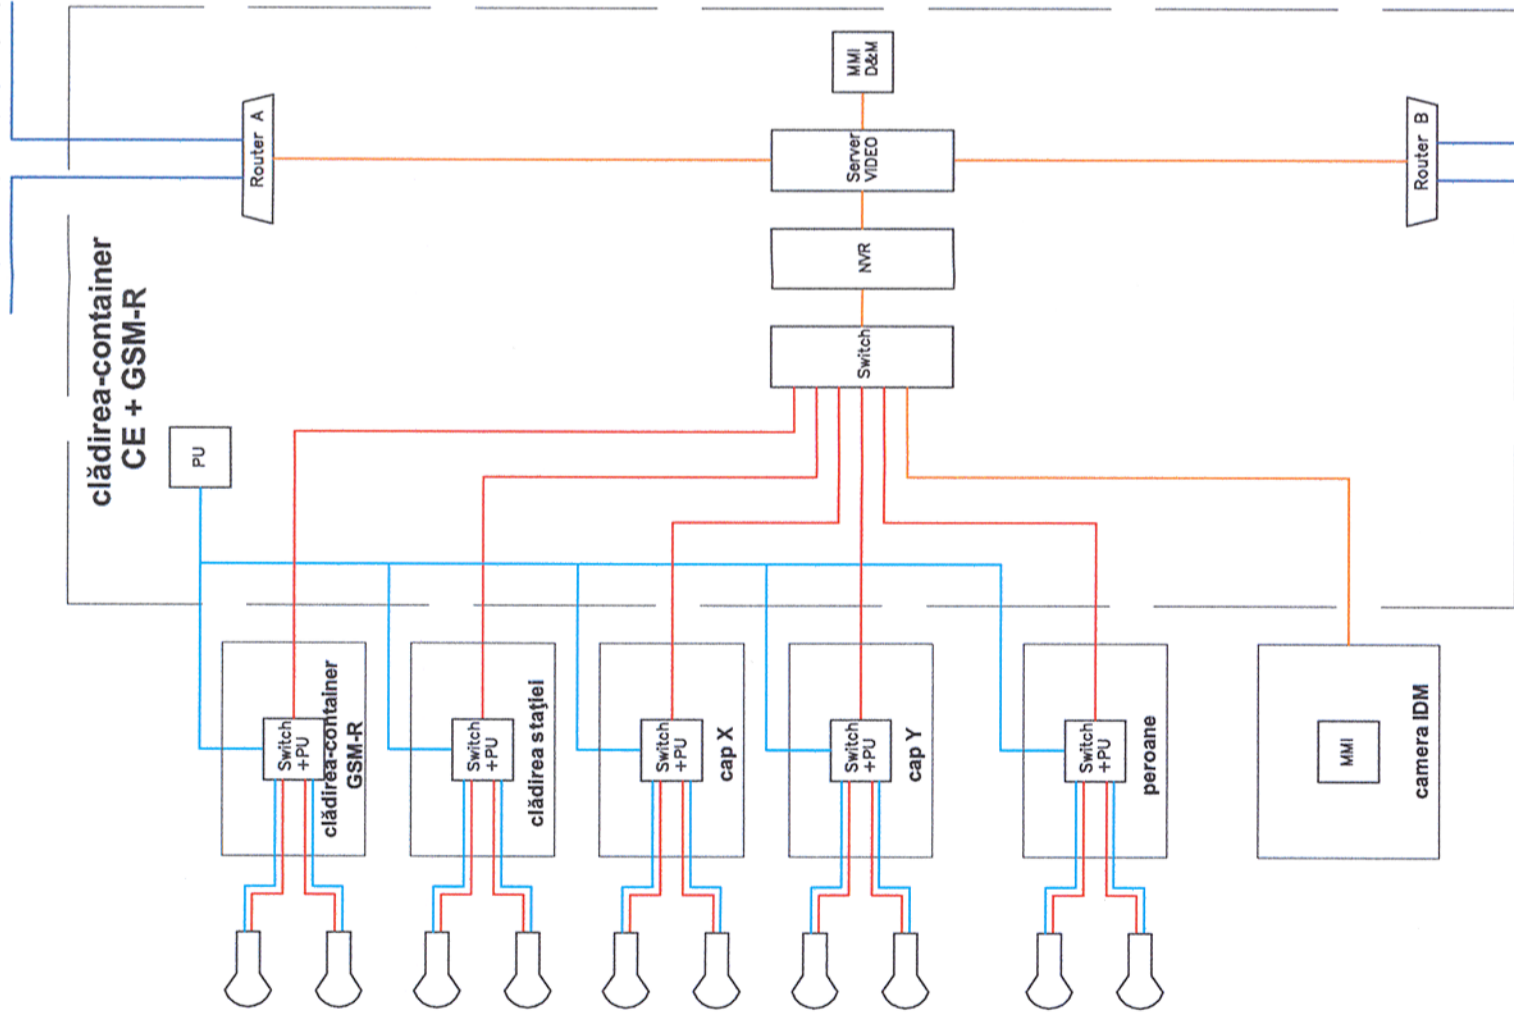 clădirea-container
CE + GSM-R
Router A
MMI
D&M
Server
VIDEO
Router B
NVR
Switch
PU
Switch
+PU
clădirea-container
GSM-R
Switch
+PU
clădirea staţiei
Switch
+PU
cap X
Switch
+PU
cap Y
Switch
+PU
peroane
MMI
camera IDM